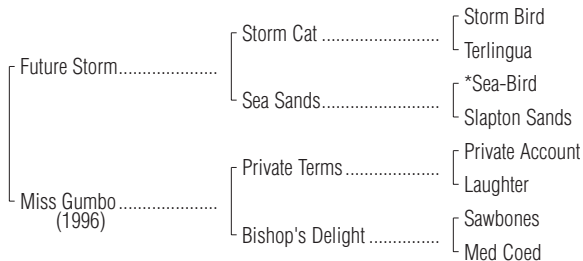 Storm Bird
Storm Cat ........................
Terlingua
Future Storm....................
*Sea-Bird
Sea Sands........................
Slapton Sands
Private Account
Private Terms ...................
Laughter
Miss Gumbo ....................
(1996)
Sawbones
Bishop's Delight ..............
Med Coed